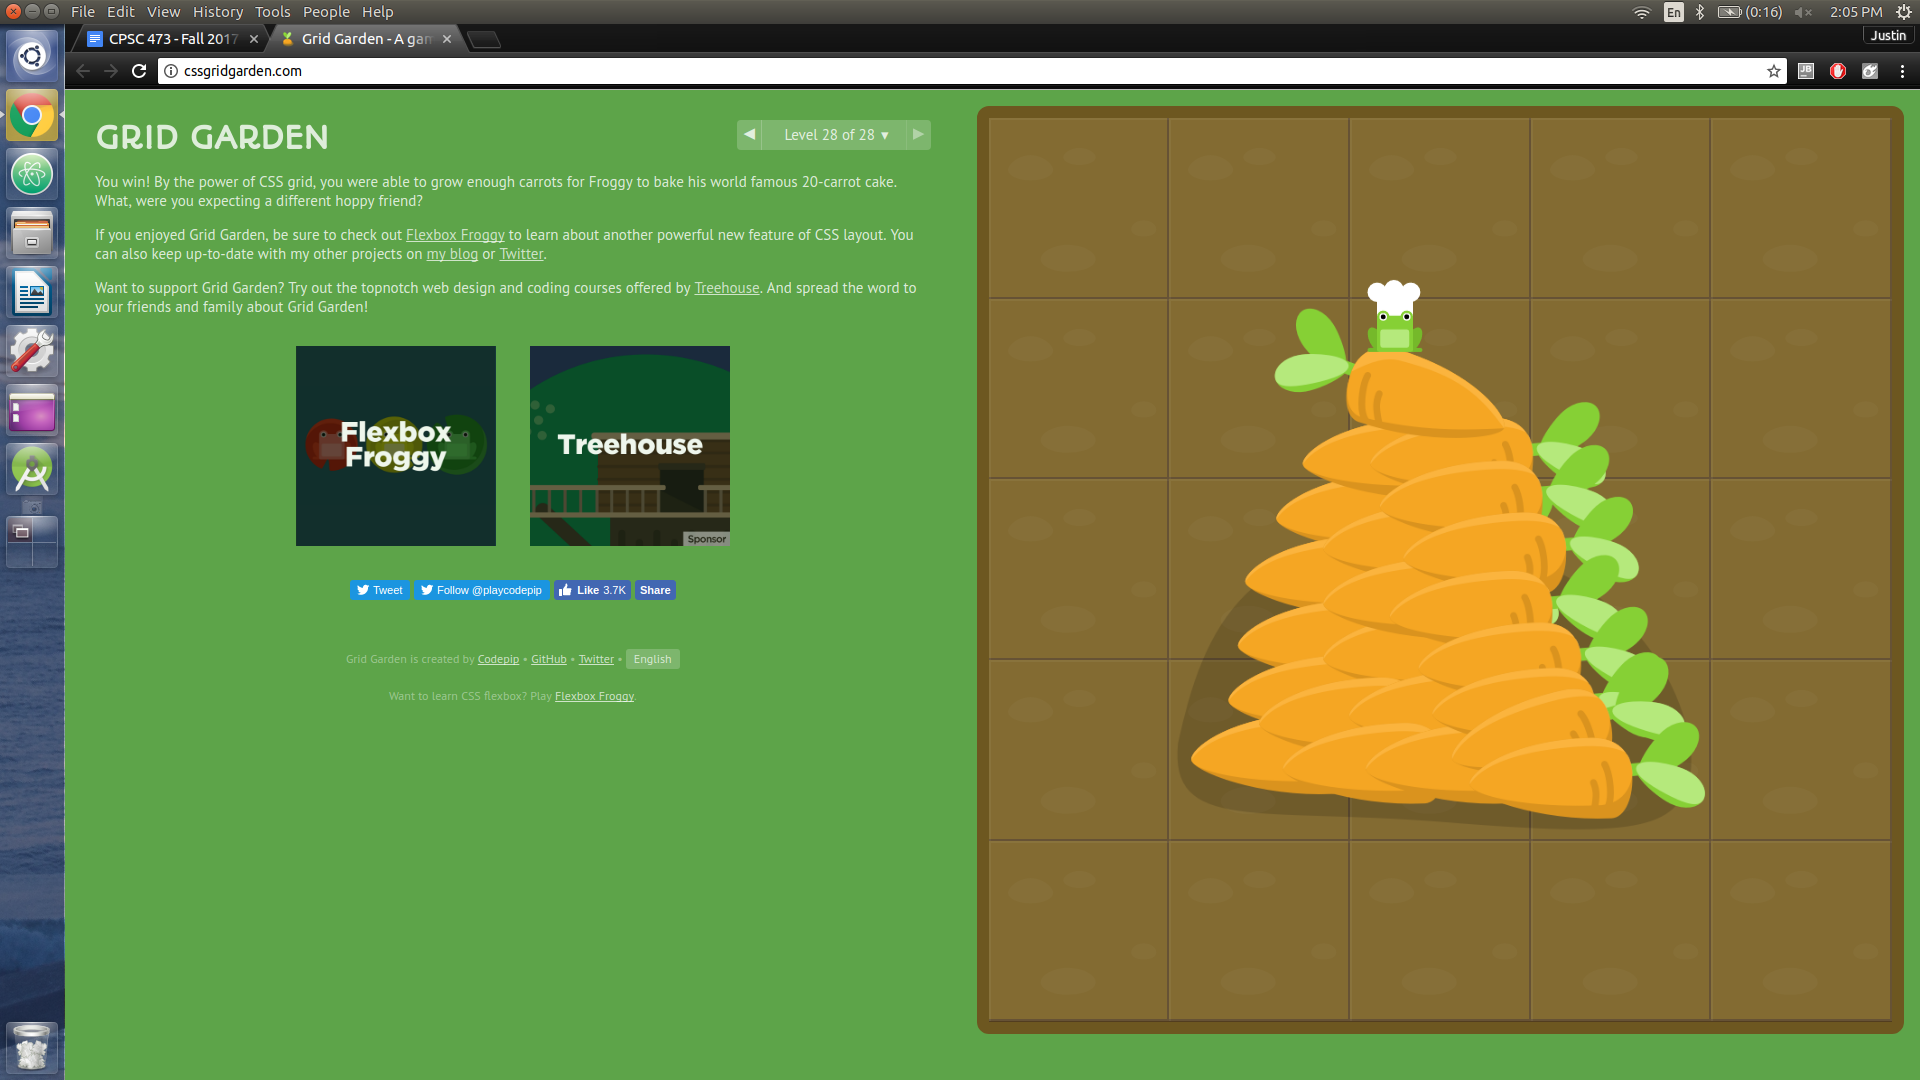 File Edit View History Tools People Help
En (0:16) 2:05 PM
CPSC 473 - Fall 2017 Grid Garden - A gam Justin
cssgridgarden.com
JB
GRID GARDEN
◀ Level 28 of 28 ▼ ▶
You win! By the power of CSS grid, you were able to grow enough carrots for Froggy to bake his world famous 20-carrot cake.
What, were you expecting a different hoppy friend?
If you enjoyed Grid Garden, be sure to check out Flexbox Froggy to learn about another powerful new feature of CSS layout. You
can also keep up-to-date with my other projects on my blog or Twitter.
Want to support Grid Garden? Try out the topnotch web design and coding courses offered by Treehouse. And spread the word to
your friends and family about Grid Garden!
Flexbox
Froggy
Treehouse
Sponsor
Tweet Follow @playcodepip Like 3.7K Share
Grid Garden is created by Codepip • GitHub • Twitter • English
Want to learn CSS flexbox? Play Flexbox Froggy.